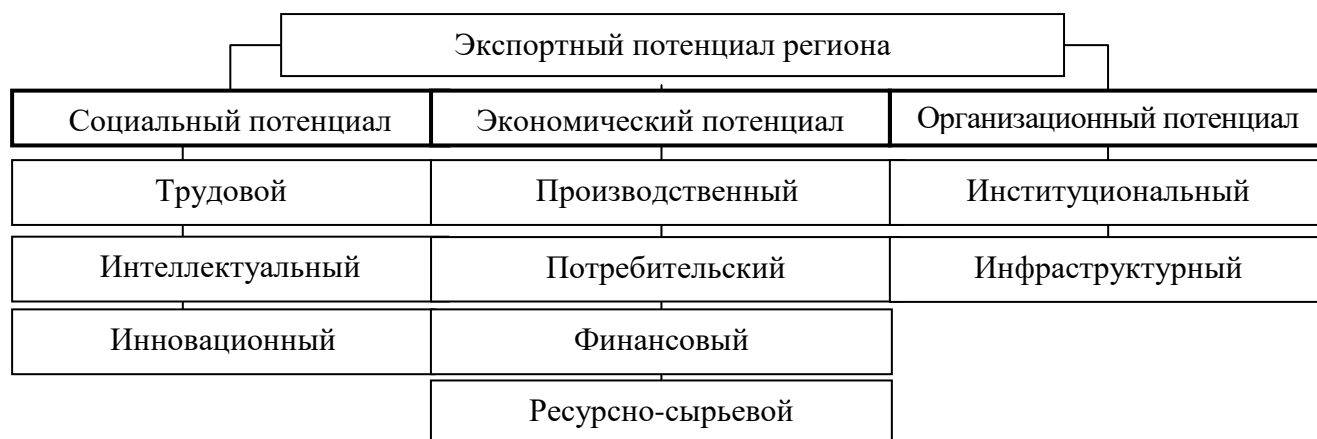 Экспортный потенциал региона
Социальный потенциал
Экономический потенциал
Организационный потенциал
Трудовой
Производственный
Институциональный
Интеллектуальный
Потребительский
Инфраструктурный
Инновационный
Финансовый
Ресурсно-сырьевой